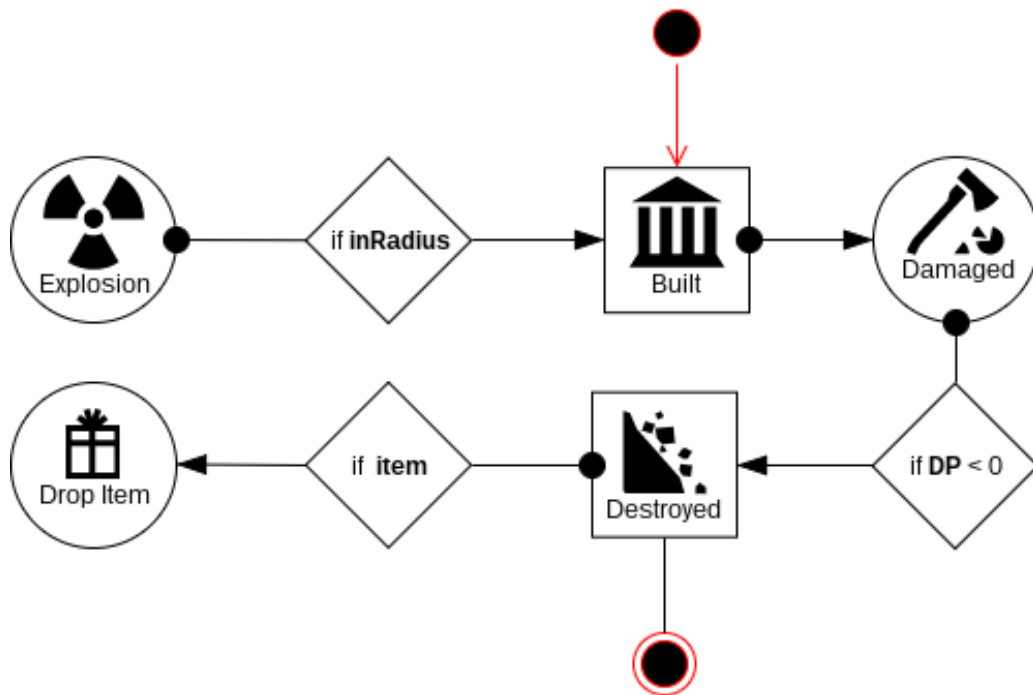 Explosion
if inRadius
Built
Damaged
Drop Item
if item
Destroyed
if DP < 0